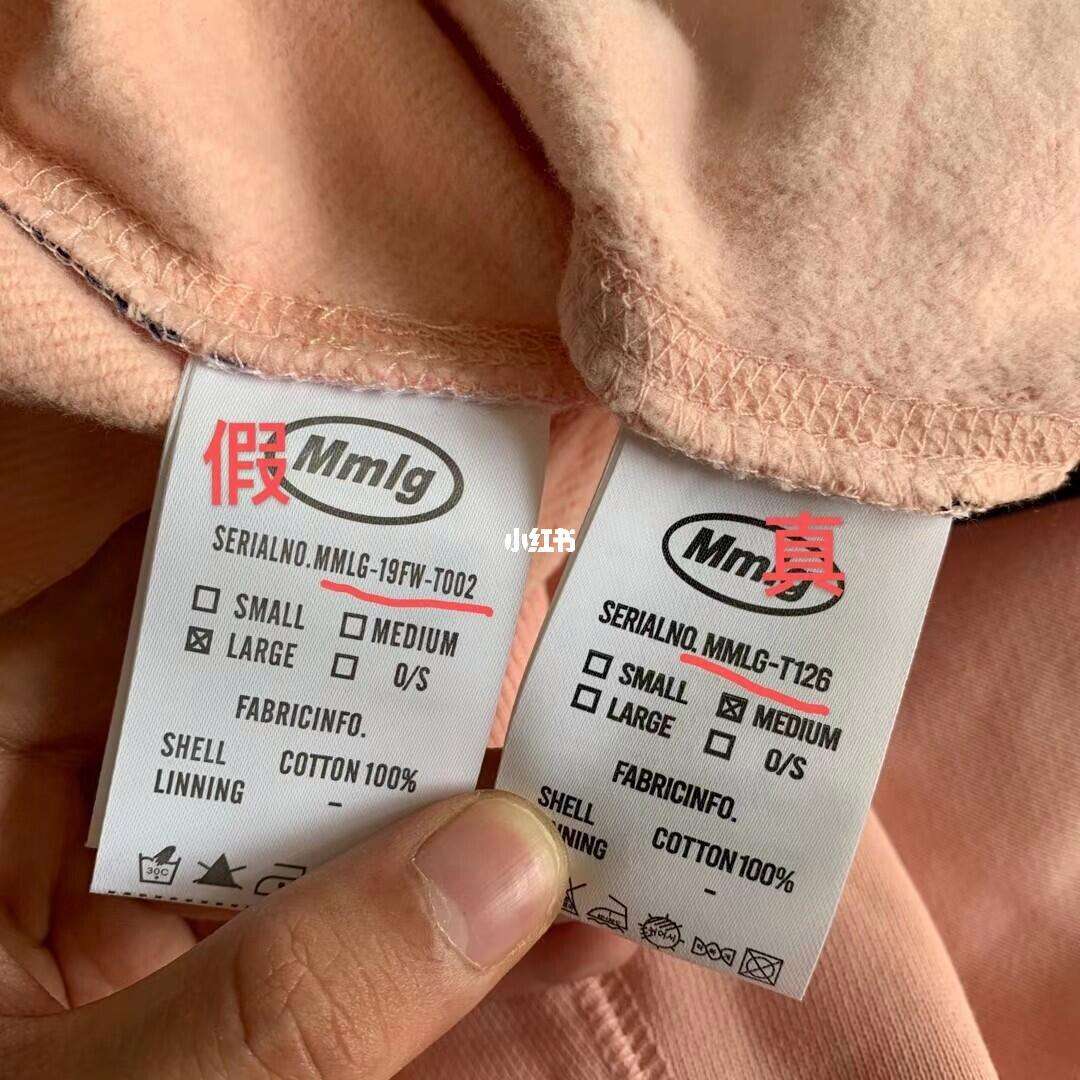 假
Mmlg
SERIALNO.MMLG-19FW-T002
SMALL
MEDIUM
LARGE
O/S
FABRICINFO.
SHELL
COTTON 100%
LINNING
-
30C
小红书
真
Mmlg
SERIALNO. MMLG-T126
SMALL
MEDIUM
LARGE
O/S
FABRICINFO.
SHELL
COTTON 100%
-